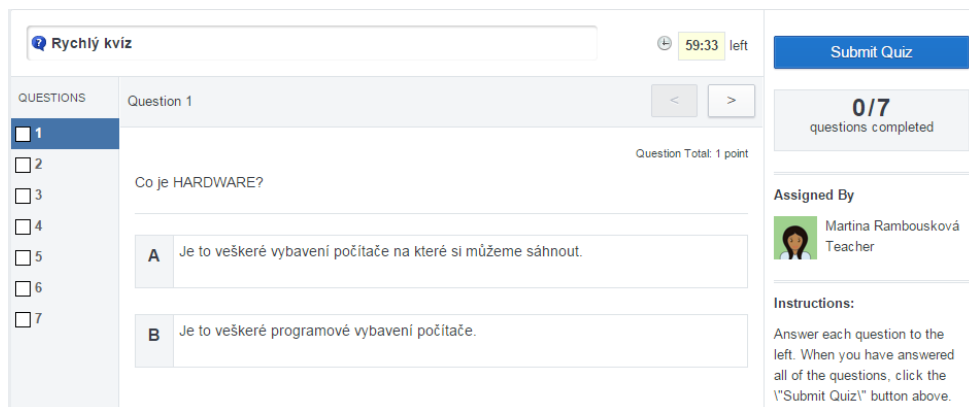 Rychlý kvíz
59:33 left
QUESTIONS
1
2
3
4
5
6
7
Question 1
<
>
Question Total: 1 point
Co je HARDWARE?
A Je to veškeré vybavení počítače na které si můžeme sáhnout.
B Je to veškeré programové vybavení počítače.
Submit Quiz
0/7
questions completed
Assigned By
Martina Rambousková
Teacher
Instructions:
Answer each question to the
left. When you have answered
all of the questions, click the
\"Submit Quiz\" button above.